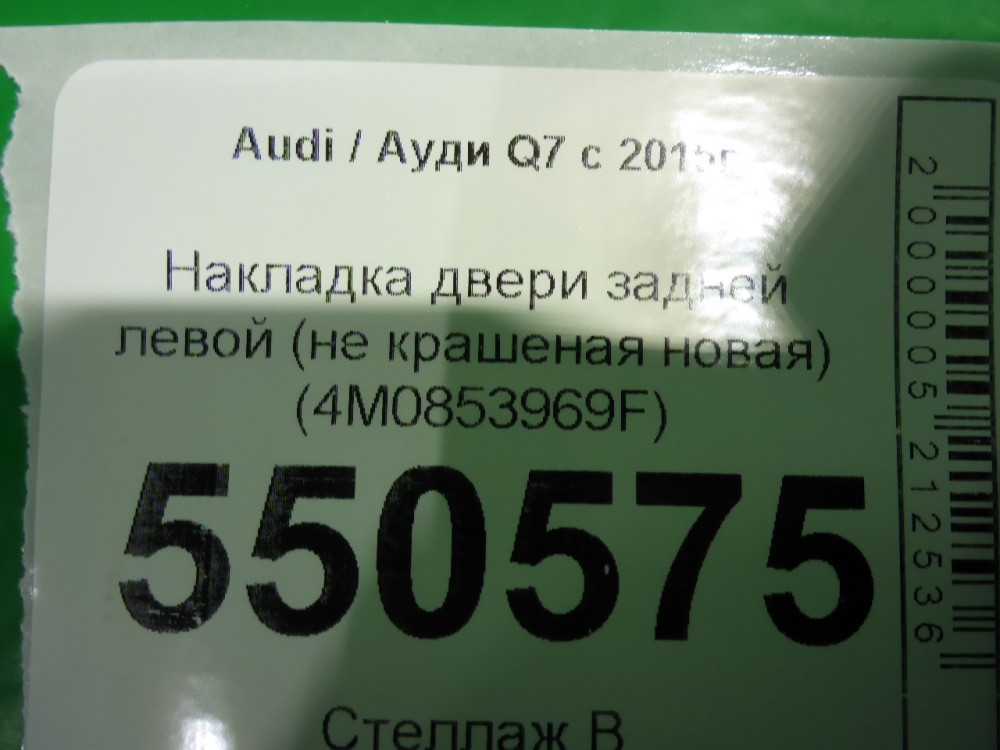 Audi / Ауди Q7 с 2015г
Накладка двери задней
левой (не крашеная новая)
(4M0853969F)
550575
Стеллаж В
2000005212536